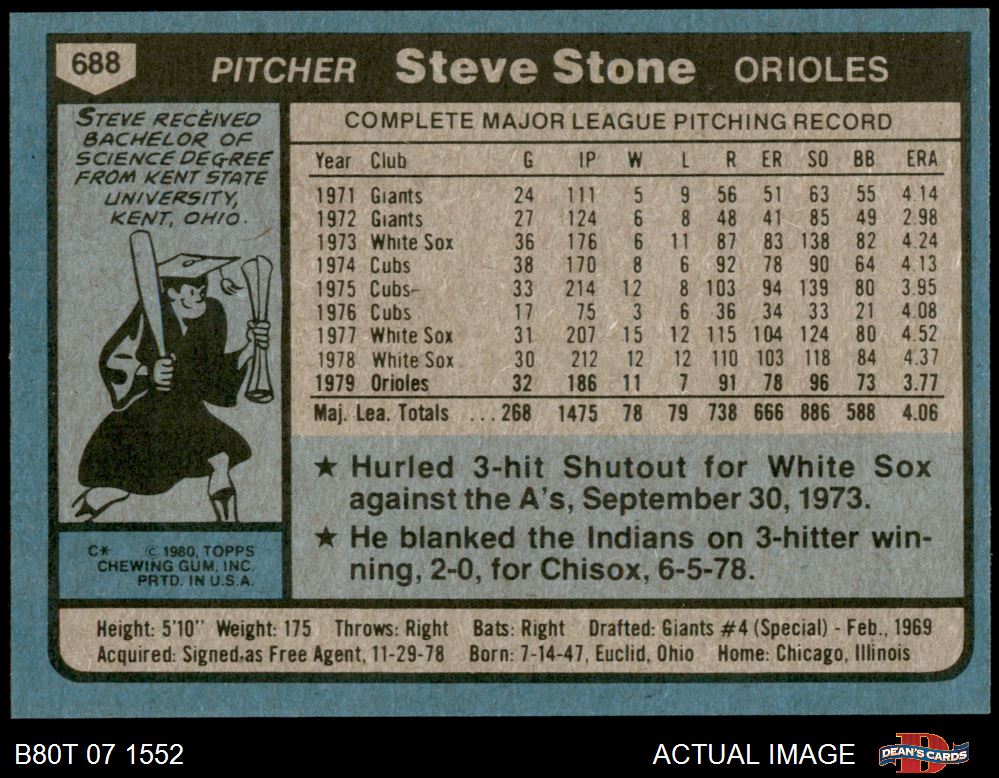 688 PITCHER Steve Stone ORIOLES
STEVE RECEIVED
BACHELOR OF
SCIENCE DEGREE
FROM KENT STATE
UNIVERSITY,
KENT, OHIO.
C* © 1980, TOPPS
CHEWING GUM, INC.
PRTD. IN U.S.A.
COMPLETE MAJOR LEAGUE PITCHING RECORD
Year Club G IP W L R ER SO BB ERA
1971 Giants 24 111 5 9 56 51 63 55 4.14
1972 Giants 27 124 6 8 48 41 85 49 2.98
1973 White Sox 36 176 6 11 87 83 138 82 4.24
1974 Cubs 38 170 8 6 92 78 90 64 4.13
1975 Cubs 33 214 12 8 103 94 139 80 3.95
1976 Cubs 17 75 3 6 36 34 33 21 4.08
1977 White Sox 31 207 15 12 115 104 124 80 4.52
1978 White Sox 30 212 12 12 110 103 118 84 4.37
1979 Orioles 32 186 11 7 91 78 96 73 3.77
Maj. Lea. Totals ... 268 1475 78 79 738 666 886 588 4.06
★ Hurled 3-hit Shutout for White Sox
against the A's, September 30, 1973.
★ He blanked the Indians on 3-hitter win-
ning, 2-0, for Chisox, 6-5-78.
Height: 5'10" Weight: 175 Throws: Right Bats: Right Drafted: Giants #4 (Special) - Feb., 1969
Acquired: Signed as Free Agent, 11-29-78 Born: 7-14-47, Euclid, Ohio Home: Chicago, Illinois
B80T 07 1552 ACTUAL IMAGE DEAN'S CARDS